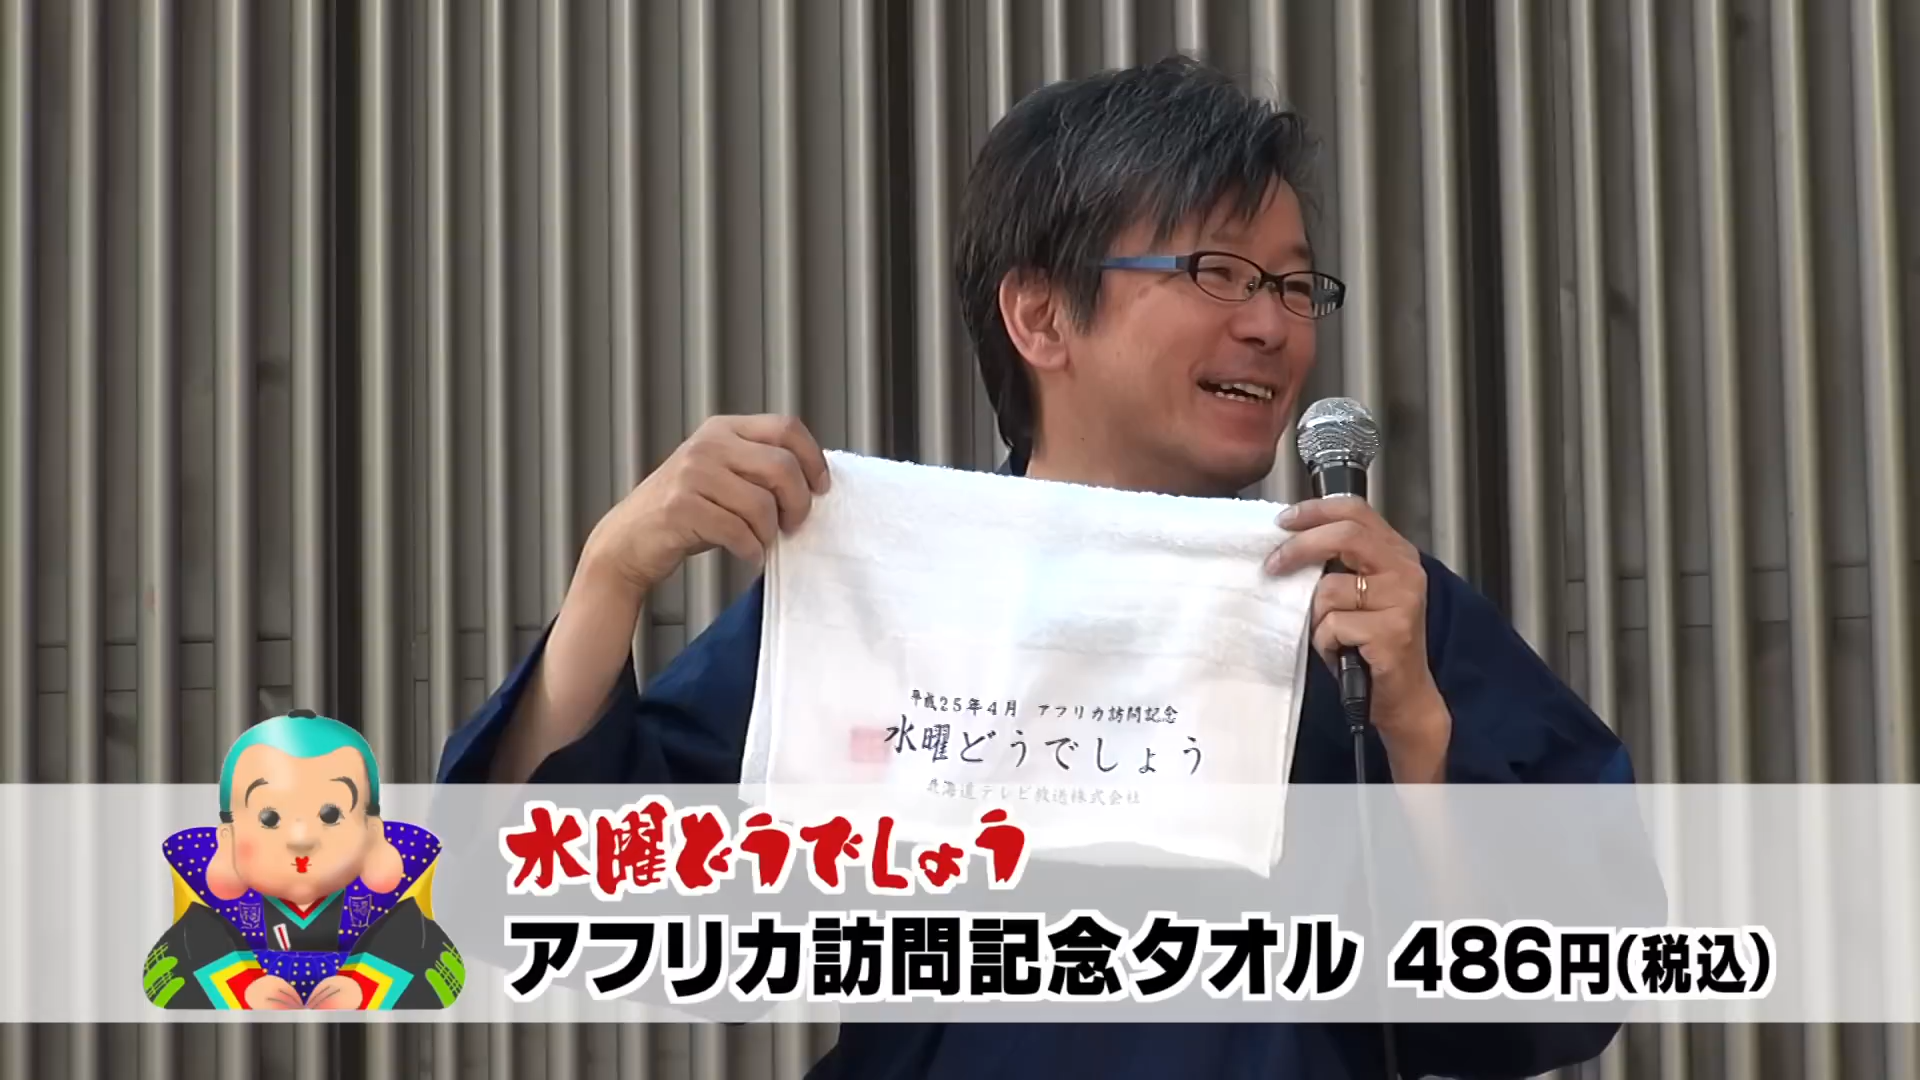 平成25年4月 アフリカ訪問記念
水曜どうでしょう
北海道テレビ放送株式会社
水曜どうでしょう
アフリカ訪問記念タオル 486円(税込)